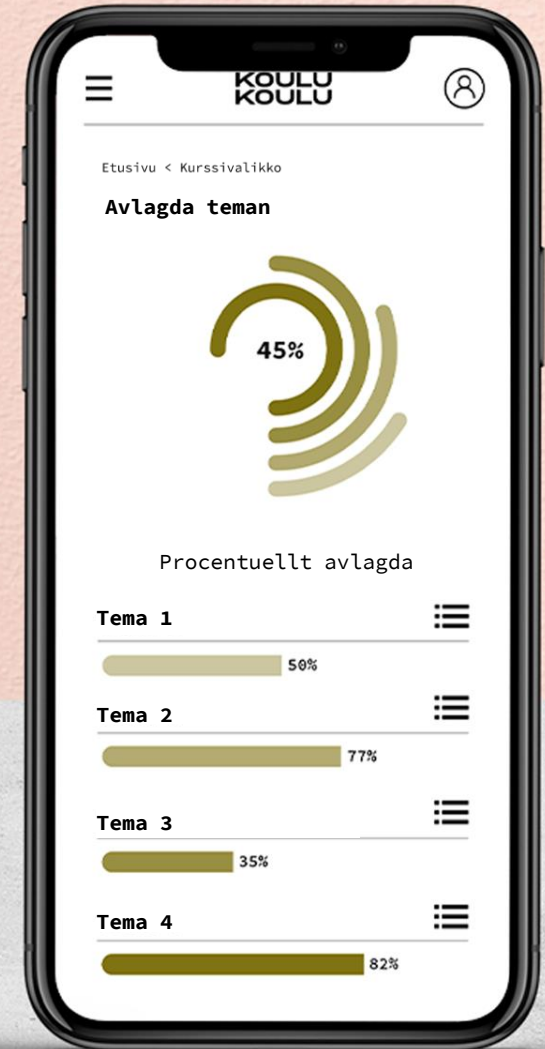 KOULU
KOULU
Etusivu < Kurssivalikko
Avlagda teman
45%
Procentuellt avlagda
Tema 1
50%
Tema 2
77%
Tema 3
35%
Tema 4
82%